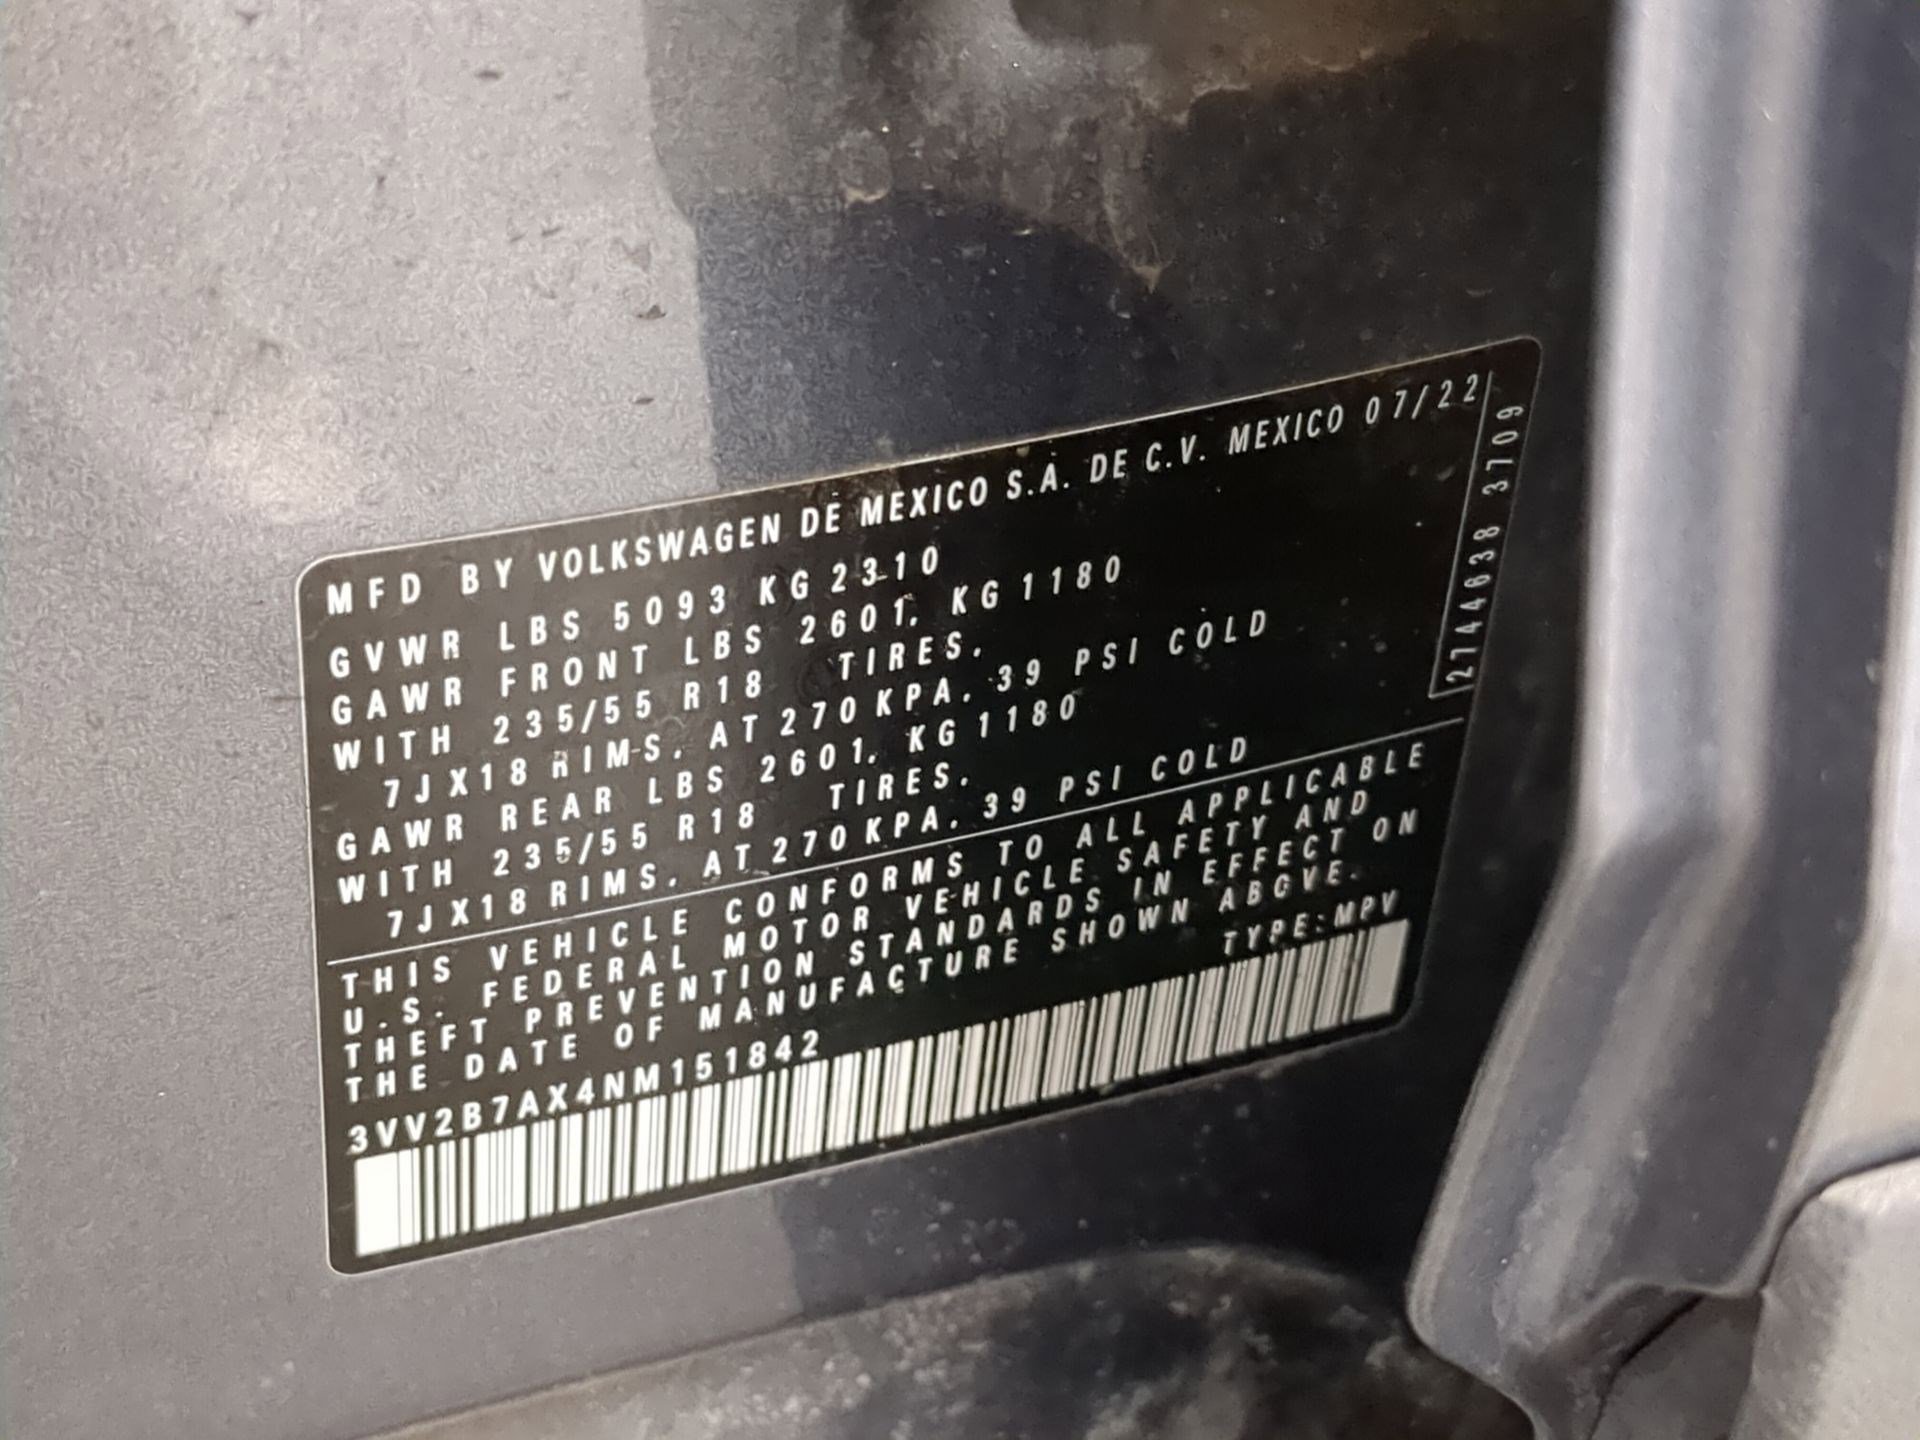 MFD BY VOLKSWAGEN DE MEXICO S.A. DE C.V. MEXICO 07/22
GVWR LBS 5093 KG 2310
GAWR FRONT LBS 2601. KG 1180
WITH 235/55 R18 TIRES.
7JX18 RIMS. AT 270 KPA. 39 PSI COLD
GAWR REAR LBS 2601. KG 1180
WITH 235/55 R18 TIRES.
7JX18 RIMS. AT 270 KPA. 39 PSI COLD
THIS VEHICLE CONFORMS TO ALL APPLICABLE
U.S. FEDERAL MOTOR VEHICLE SAFETY AND
THEFT PREVENTION STANDARDS IN EFFECT ON
THE DATE OF MANUFACTURE SHOWN ABOVE.
3VV2B7AX4NM151842 TYPE:MPV
2744638 3709